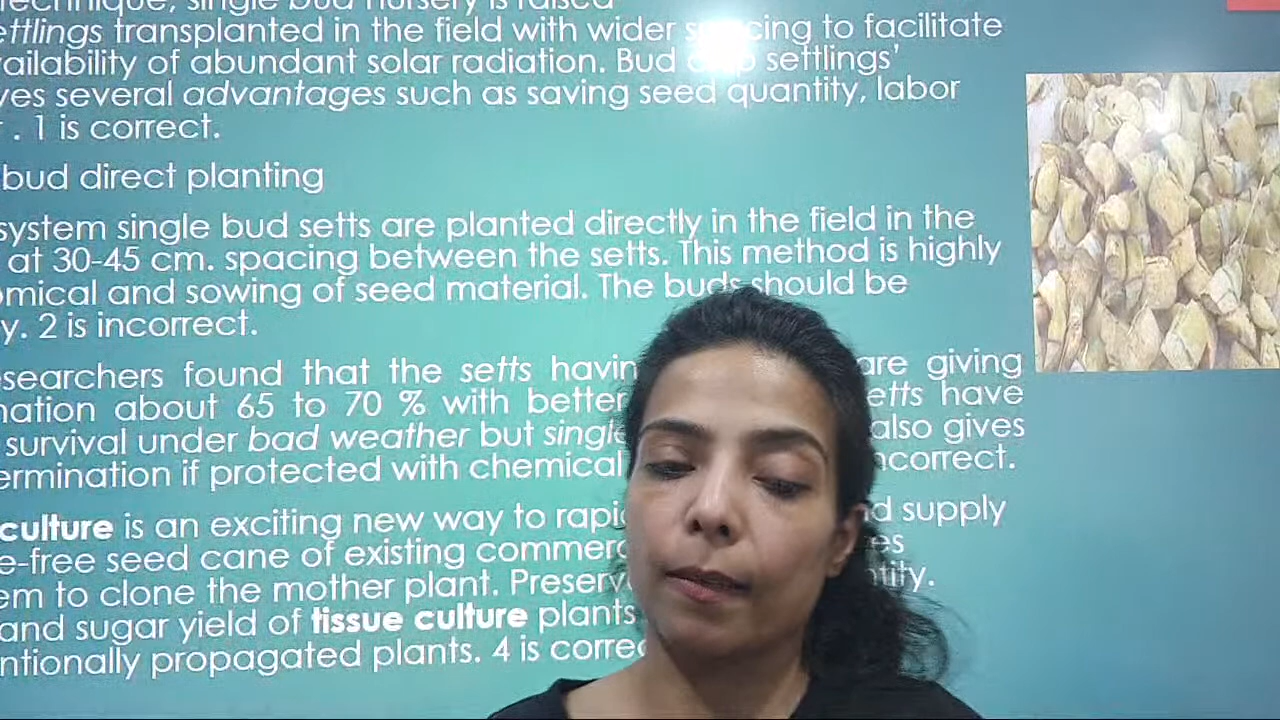 technique, single bud nursery is raised
ettlings transplanted in the field with wider spacing to facilitate
vailability of abundant solar radiation. Bud settlings'
ves several advantages such as saving seed quantity, labor
. 1 is correct.
bud direct planting
system single bud setts are planted directly in the field in the
at 30-45 cm. spacing between the setts. This method is highly
omical and sowing of seed material. The buds should be
y. 2 is incorrect.
esearchers found that the setts havin are giving
nation about 65 to 70 % with better etts have
survival under bad weather but single also gives
ermination if protected with chemical ncorrect.
culture is an exciting new way to rapi d supply
e-free seed cane of existing commerc es
em to clone the mother plant. Preserv ntity.
and sugar yield of tissue culture plants
ntionally propagated plants. 4 is correc